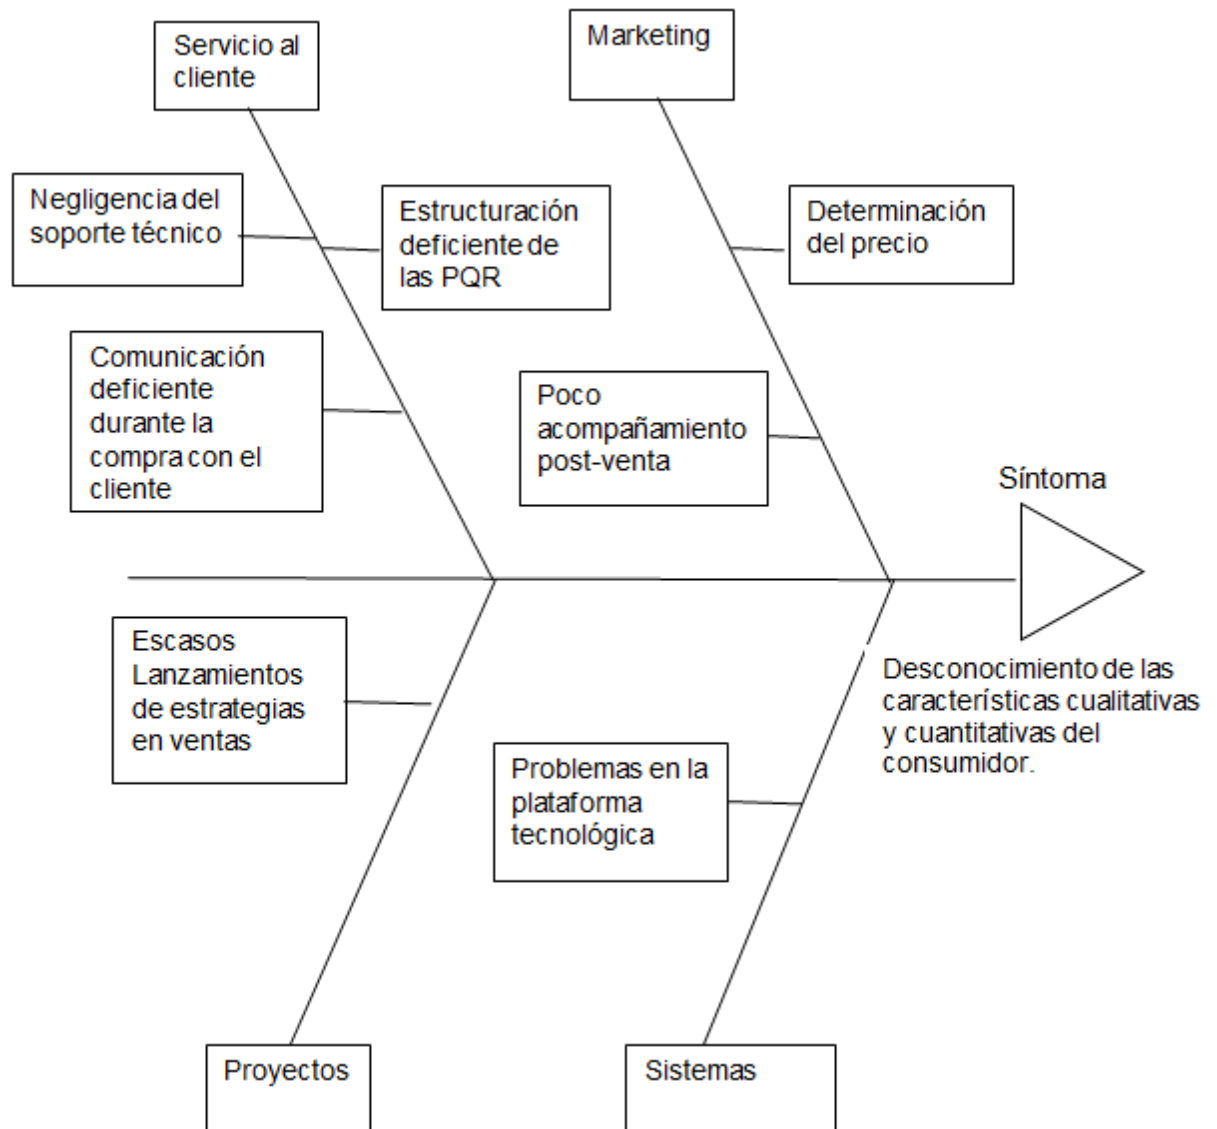 Servicio al
cliente
Marketing
Negligencia del
soporte técnico
Estructuración
deficiente de
las PQR
Determinación
del precio
Comunicación
deficiente
durante la
compra con el
cliente
Poco
acompañamiento
post-venta
Síntoma
Escasos
Lanzamientos
de estrategias
en ventas
Desconocimiento de las
características cualitativas
y cuantitativas del
consumidor.
Problemas en la
plataforma
tecnológica
Proyectos
Sistemas